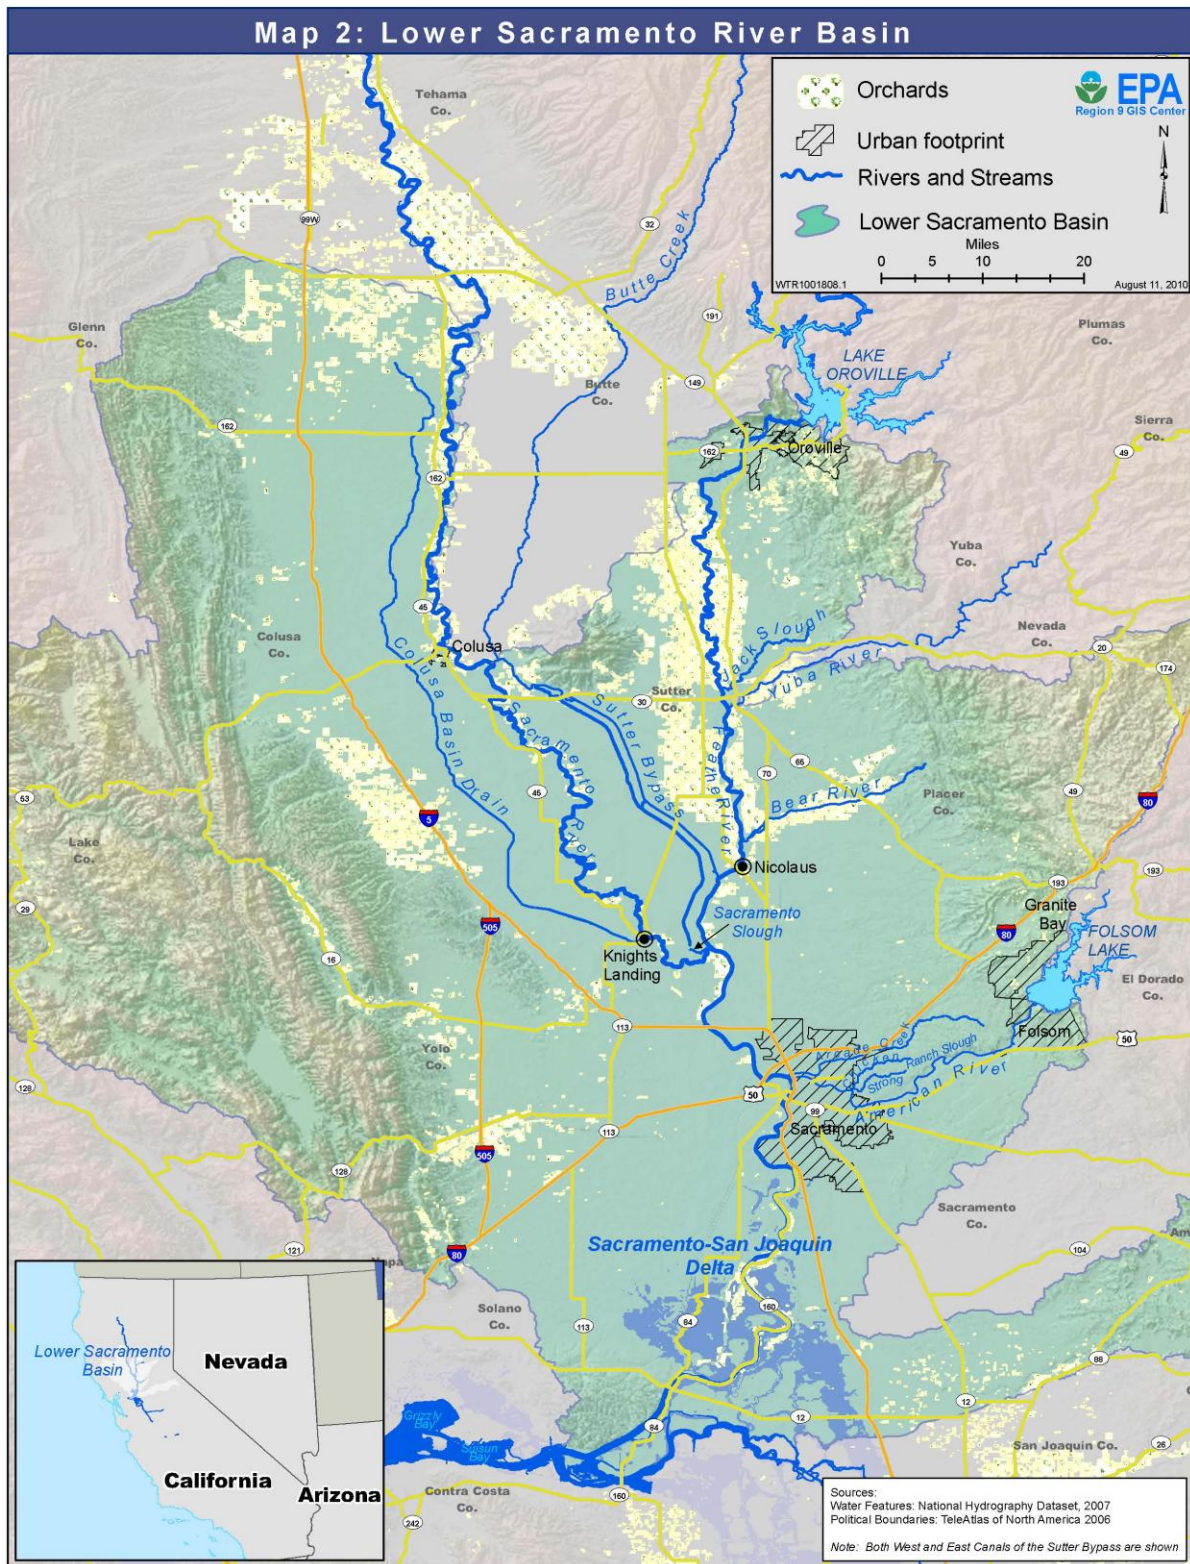 Map 2: Lower Sacramento River Basin
Orchards
Urban footprint
Rivers and Streams
Lower Sacramento Basin
EPA
Region 9 GIS Center
N
Miles
0 5 10 20
WTR1001808.1
August 11, 2010
Tehama
Co.
99W
32
Butte Creek
191
Glenn
Co.
Plumas
Co.
LAKE
OROVILLE
149
Butte
Co.
162
Sierra
Co.
49
162
Oroville
162
Yuba
Co.
45
Jack Slough
Nevada
Co.
Colusa
Co.
Colusa
20
174
Yuba River
Sutter
Co.
30
Colusa Basin Drain
Sacramento River
Sutter Bypass
Feather River
65
70
Bear River
Placer
Co.
49
80
53
45
5
Lake
Co.
Nicolaus
193
193
29
505
Sacramento
Slough
Granite
Bay
80
FOLSOM
LAKE
16
Knights
Landing
El Dorado
Co.
113
Arcade Creek
Chicken
Ranch Slough
Strong
Folsom
50
Yolo
Co.
128
50
American River
99
Sacramento
113
505
128
Sacramento
Co.
121
80
Sacramento-San Joaquin
Delta
104
Solano
Co.
160
84
113
88
Lower Sacramento
Basin
Nevada
California
Arizona
Grizzly
Bay
Suisun
Bay
84
12
12
San Joaquin Co.
26
Contra Costa
Co.
160
242
Sources:
Water Features: National Hydrography Dataset, 2007
Political Boundaries: TeleAtlas of North America 2006
Note: Both West and East Canals of the Sutter Bypass are shown